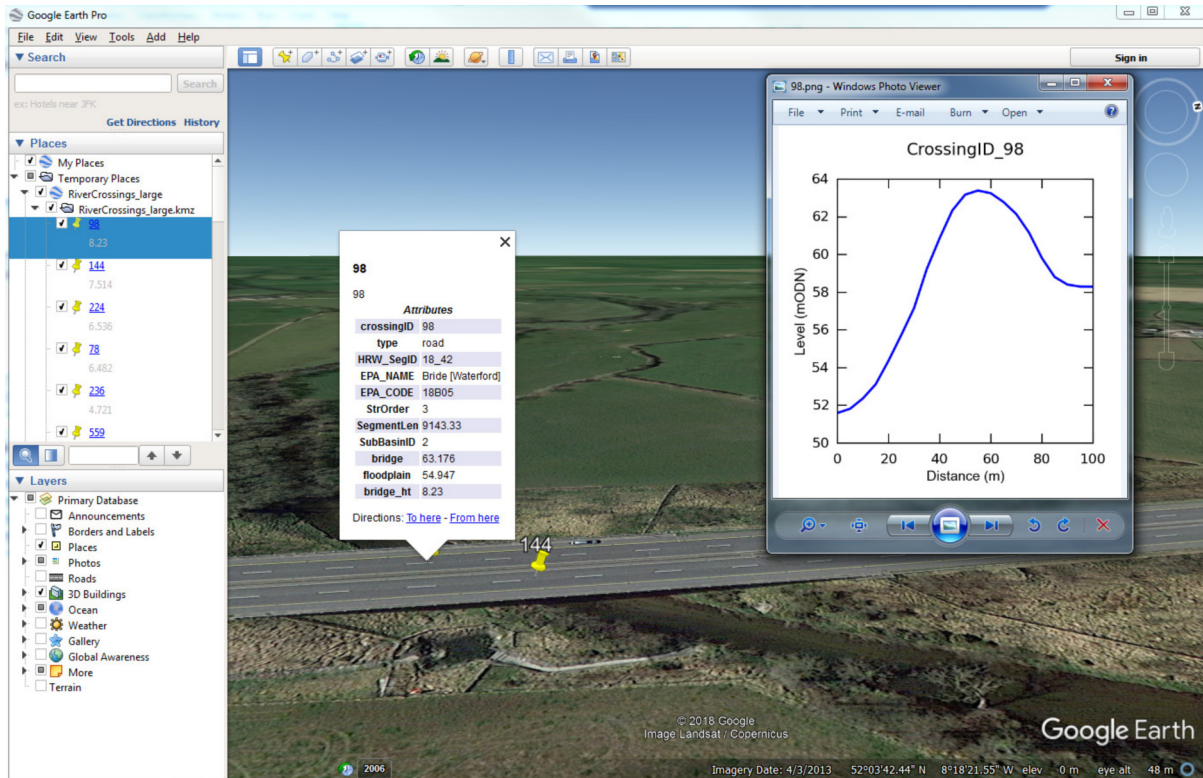 Google Earth Pro
File Edit View Tools Add Help
Search
Search
ex: Hotels near JFK
Get Directions History
Places
My Places
Temporary Places
RiverCrossings_large
RiverCrossings_large.kmz
98
8.23
144
7.514
224
6.536
78
6.482
236
4.721
559
Layers
Primary Database
Announcements
Borders and Labels
Places
Photos
Roads
3D Buildings
Ocean
Weather
Gallery
Global Awareness
More
Terrain
Sign in
98
98
Attributes
crossingID 98
type road
HRW_SegID 18_42
EPA_NAME Bride [Waterford]
EPA_CODE 18B05
StrOrder 3
SegmentLen 9143.33
SubBasinID 2
bridge 63.176
floodplain 54.947
bridge_ht 8.23
Directions: To here - From here
144
98.png - Windows Photo Viewer
File Print E-mail Burn Open
CrossingID_98
Level (mODN)
64
62
60
58
56
54
52
50
0 20 40 60 80 100
Distance (m)
© 2018 Google
Image Landsat / Copernicus
Google Earth
2006
Imagery Date: 4/3/2013 52°03'42.44" N 8°18'21.55" W elev 0 m eye alt 48 m